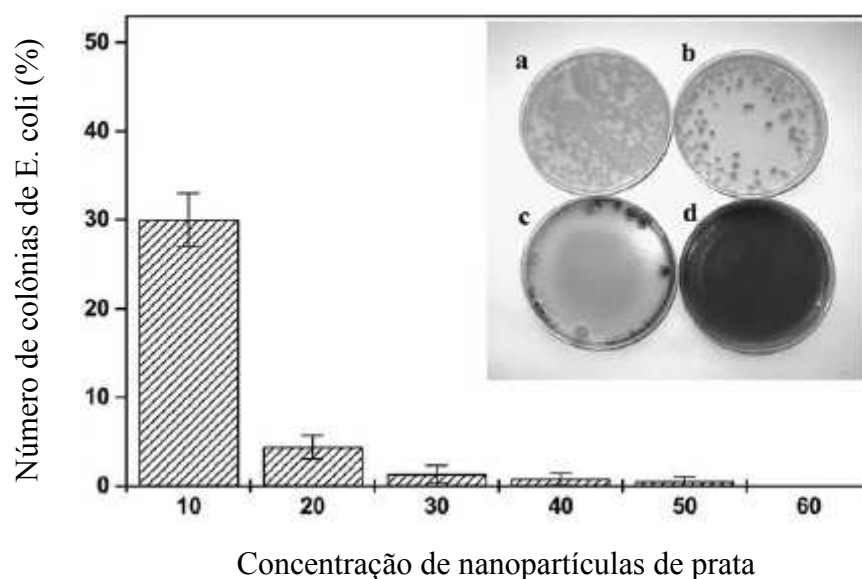 Número de colônias de E. coli (%)
50
40
30
20
10
0
a
b
c
d
10 20 30 40 50 60
Concentração de nanopartículas de prata